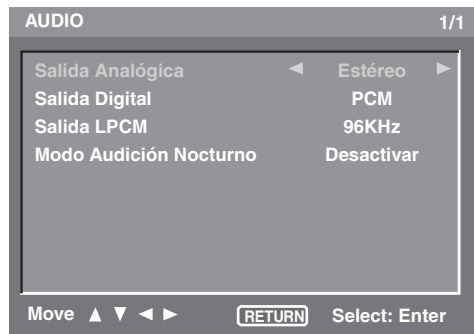 AUDIO 1/1
Salida Analógica ◄ Estéreo ►
Salida Digital PCM
Salida LPCM 96KHz
Modo Audición Nocturno Desactivar
Move ▲ ▼ ◄ ► RETURN Select: Enter